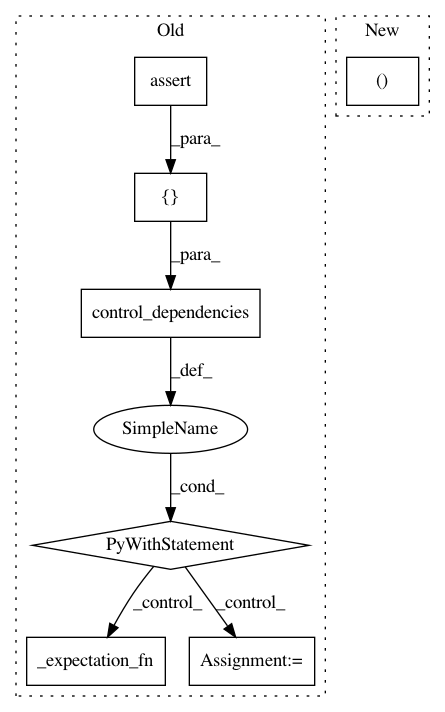 Old
New
assert
()
_para_
{}
_para_
control_dependencies
_def_
SimpleName
_cond_
PyWithStatement
_control_
_control_
_expectation_fn
Assignment:=